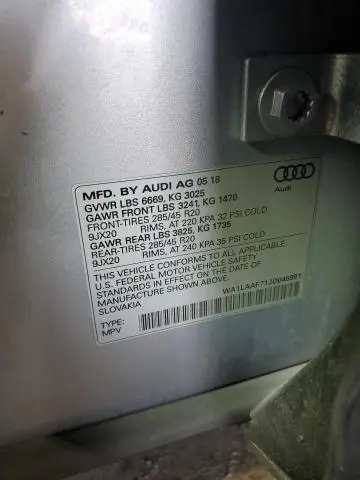 MFD. BY AUDI AG 05 18
GVWR LBS 6669, KG 3025
GAWR FRONT LBS 3241, KG 1470
FRONT-TIRES 285/45 R20
9JX20 RIMS, AT 220 KPA 32 PSI COLD
GAWR REAR LBS 3825, KG 1735
REAR-TIRES 285/45 R20
9JX20 RIMS, AT 240 KPA 35 PSI COLD
THIS VEHICLE CONFORMS TO ALL APPLICABLE
U.S. FEDERAL MOTOR VEHICLE SAFETY
STANDARDS IN EFFECT ON THE DATE OF
MANUFACTURE SHOWN ABOVE
SLOVAKIA
TYPE:
MPV
Audi